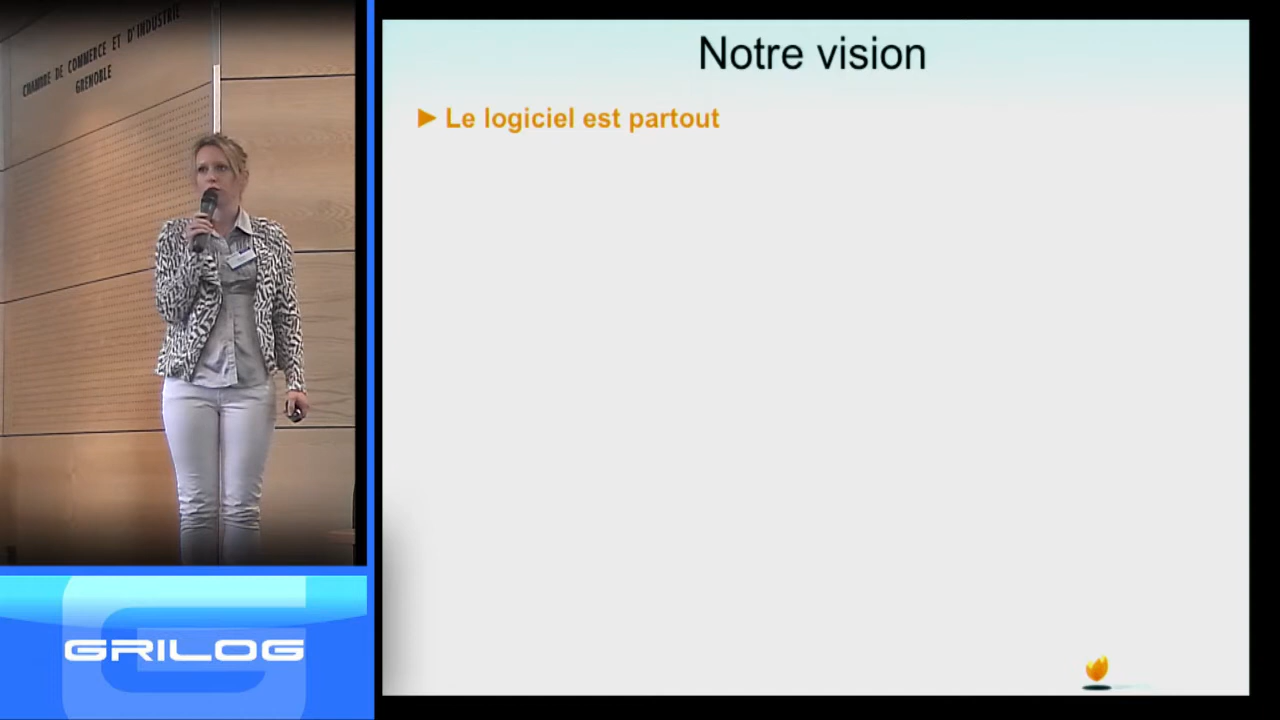 CHAMBRE DE COMMERCE ET D'INDUSTRIE
GRENOBLE
Notre vision
► Le logiciel est partout
GRILOG